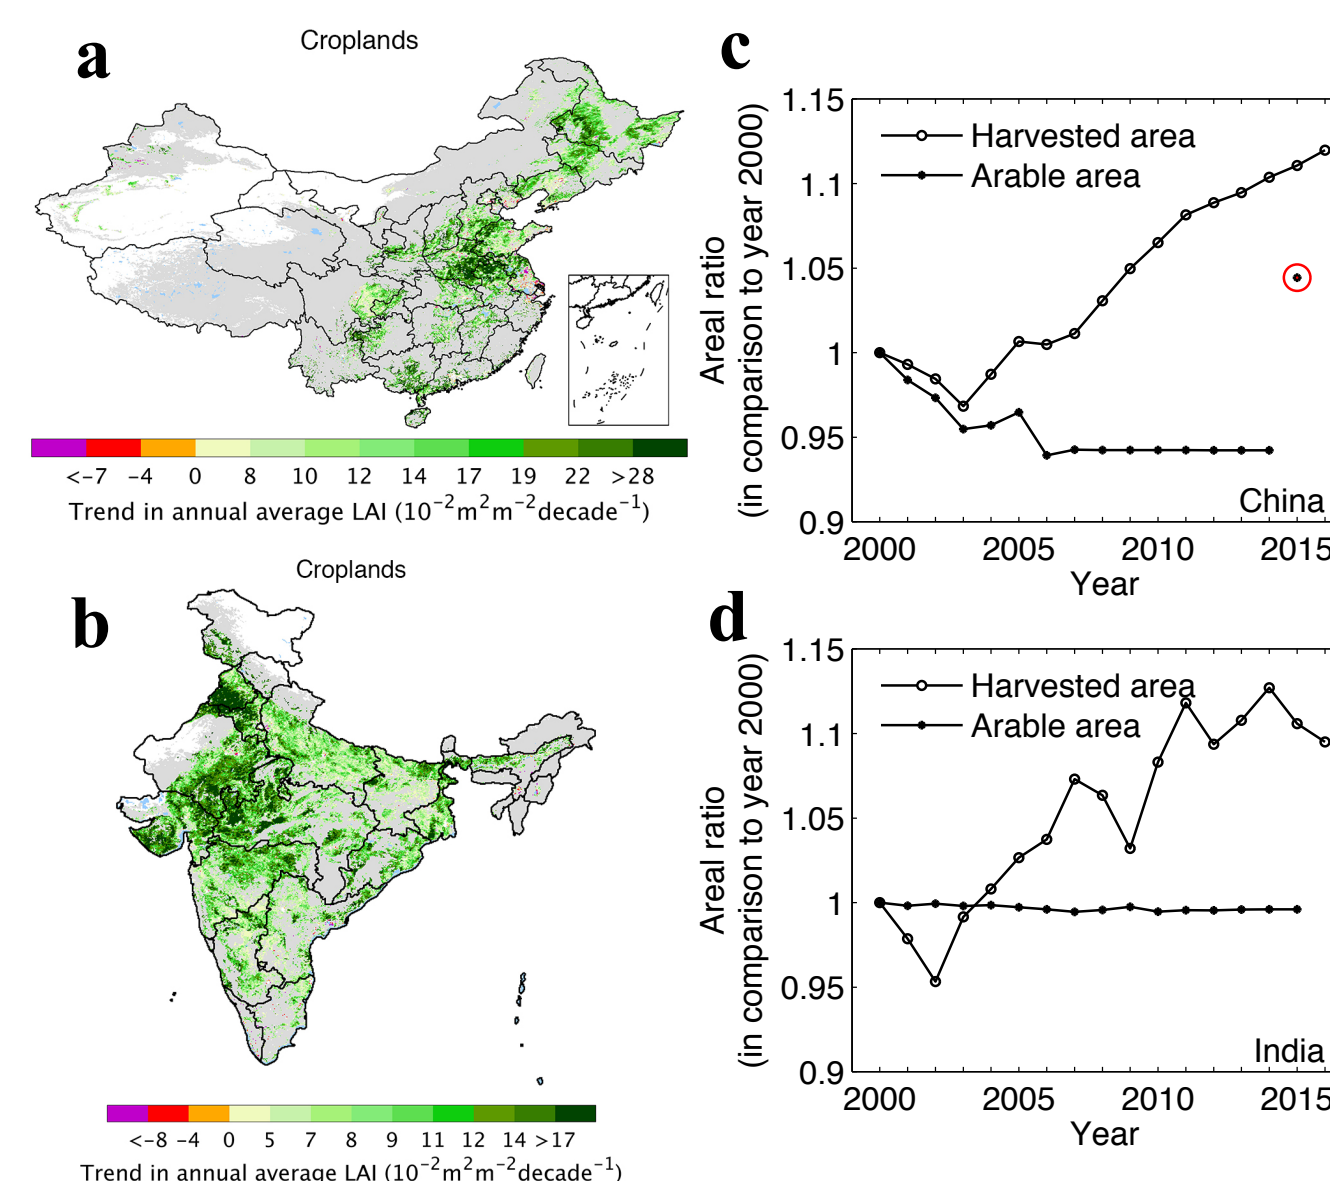 a
Croplands
<-7 -4 0 8 10 12 14 17 19 22 >28
Trend in annual average LAI (10⁻²m²m⁻²decade⁻¹)
b
Croplands
<-8 -4 0 5 7 8 9 11 12 14 >17
Trend in annual average LAI (10⁻²m²m⁻²decade⁻¹)
c
Areal ratio
(in comparison to year 2000)
1.15
1.1
1.05
1
0.95
0.9
Harvested area
Arable area
China
2000 2005 2010 2015
Year
d
Areal ratio
(in comparison to year 2000)
1.15
1.1
1.05
1
0.95
0.9
Harvested area
Arable area
India
2000 2005 2010 2015
Year